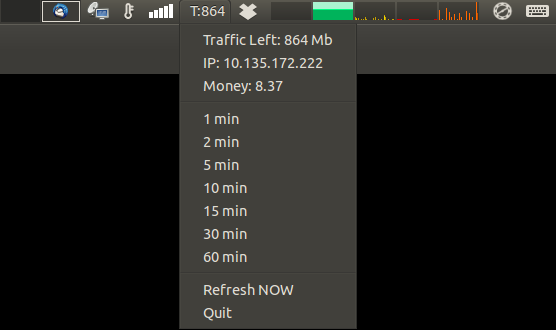 T:864
Traffic Left: 864 Mb
IP: 10.135.172.222
Money: 8.37
1 min
2 min
5 min
10 min
15 min
30 min
60 min
Refresh NOW
Quit